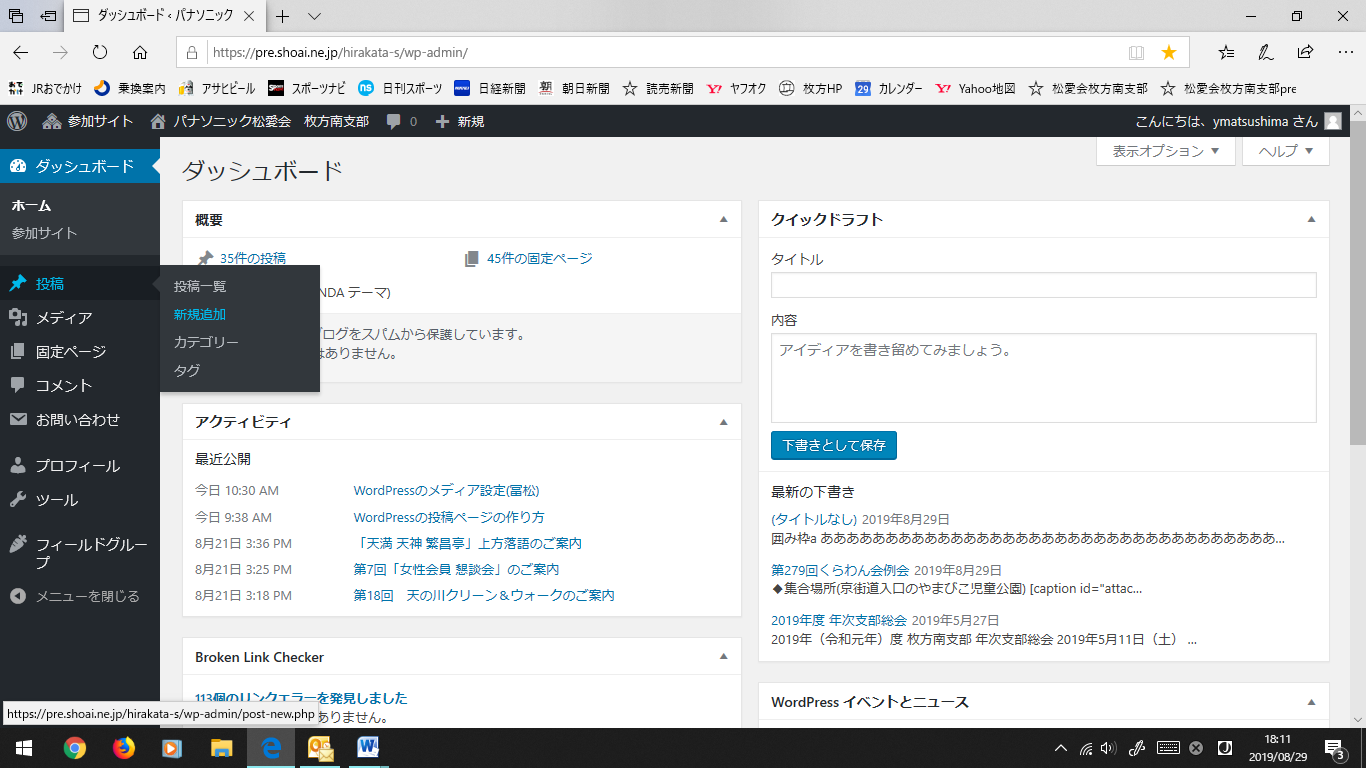 ダッシュボード ‹ パナソニック
https://pre.shoai.ne.jp/hirakata-s/wp-admin/
JRおでかけ 乗換案内 アサヒビール スポーツナビ 日刊スポーツ 日経新聞 朝日新聞 読売新聞 ヤフオク 枚方HP カレンダー Yahoo地図 松愛会枚方南支部 松愛会枚方南支部pre
参加サイト パナソニック松愛会 枚方南支部 0 新規 こんにちは、ymatsushima さん
ダッシュボード
ホーム
参加サイト
投稿
投稿一覧
新規追加
カテゴリー
タグ
メディア
固定ページ
コメント
お問い合わせ
プロフィール
ツール
フィールドグルー
プ
メニューを閉じる
表示オプション ▼ ヘルプ ▼
ダッシュボード
概要
35件の投稿 45件の固定ページ
NDA テーマ)
ブログをスパムから保護しています。
はありません。
アクティビティ
最近公開
今日 10:30 AM WordPressのメディア設定(冨松)
今日 9:38 AM WordPressの投稿ページの作り方
8月21日 3:36 PM 「天満 天神 繁昌亭」上方落語のご案内
8月21日 3:25 PM 第7回「女性会員 懇談会」のご案内
8月21日 3:18 PM 第18回 天の川クリーン＆ウォークのご案内
Broken Link Checker
113個のリンクエラーを発見しました
ありません。
クイックドラフト
タイトル
内容
アイディアを書き留めてみましょう。
下書きとして保存
最新の下書き
(タイトルなし) 2019年8月29日
囲み枠a ああああああああああああああああああああああああああああああああああああ...
第279回くらわん会例会 2019年8月29日
◆集合場所(京街道入口のやまびこ児童公園) [caption id="attac...
2019年度 年次支部総会 2019年5月27日
2019年（令和元年）度 枚方南支部 年次支部総会 2019年5月11日（土） ...
WordPress イベントとニュース
https://pre.shoai.ne.jp/hirakata-s/wp-admin/post-new.php
18:11
2019/08/29
3